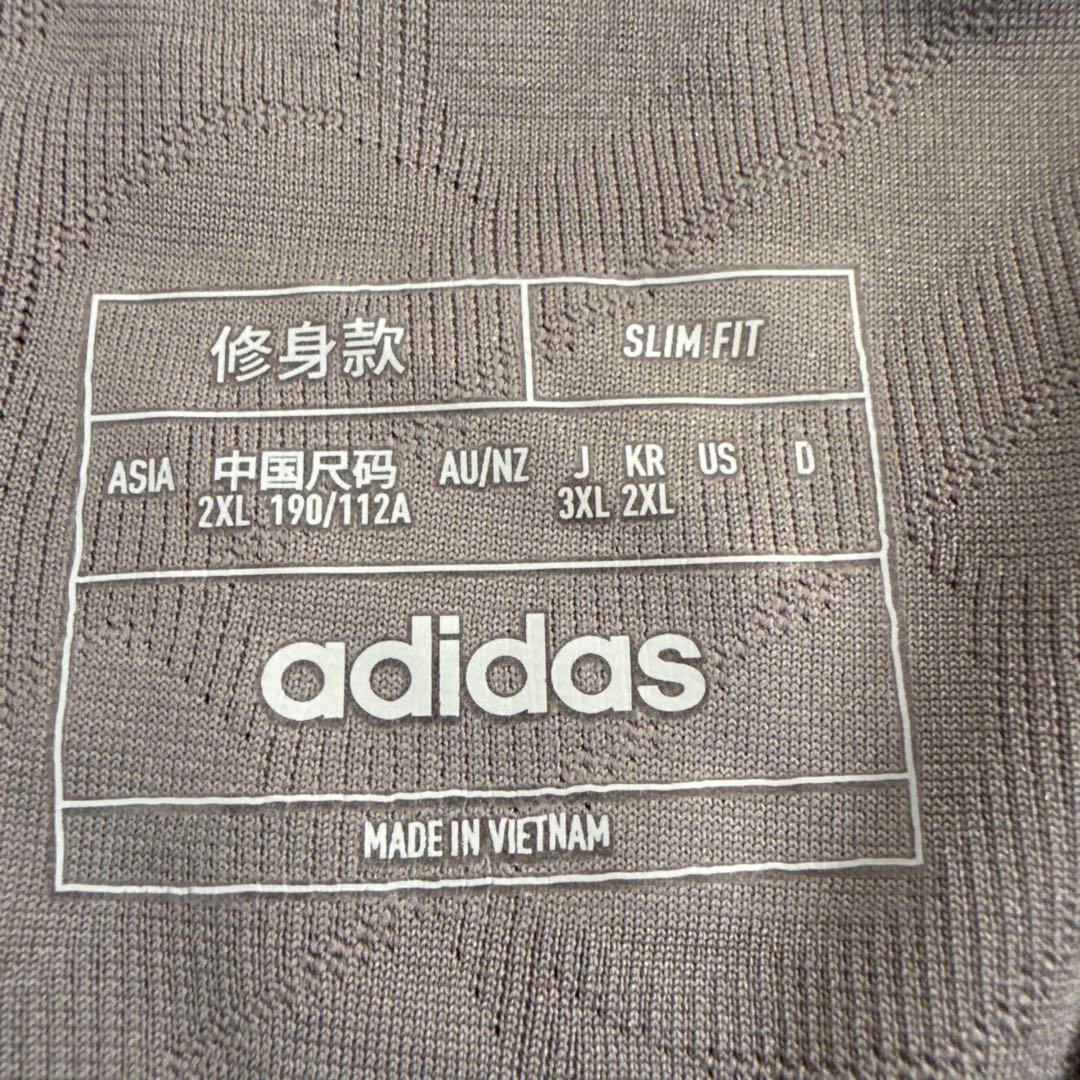 修身款 SLIM FIT
ASIA 中国尺码 AU/NZ J KR US D
2XL 190/112A 3XL 2XL
adidas
MADE IN VIETNAM